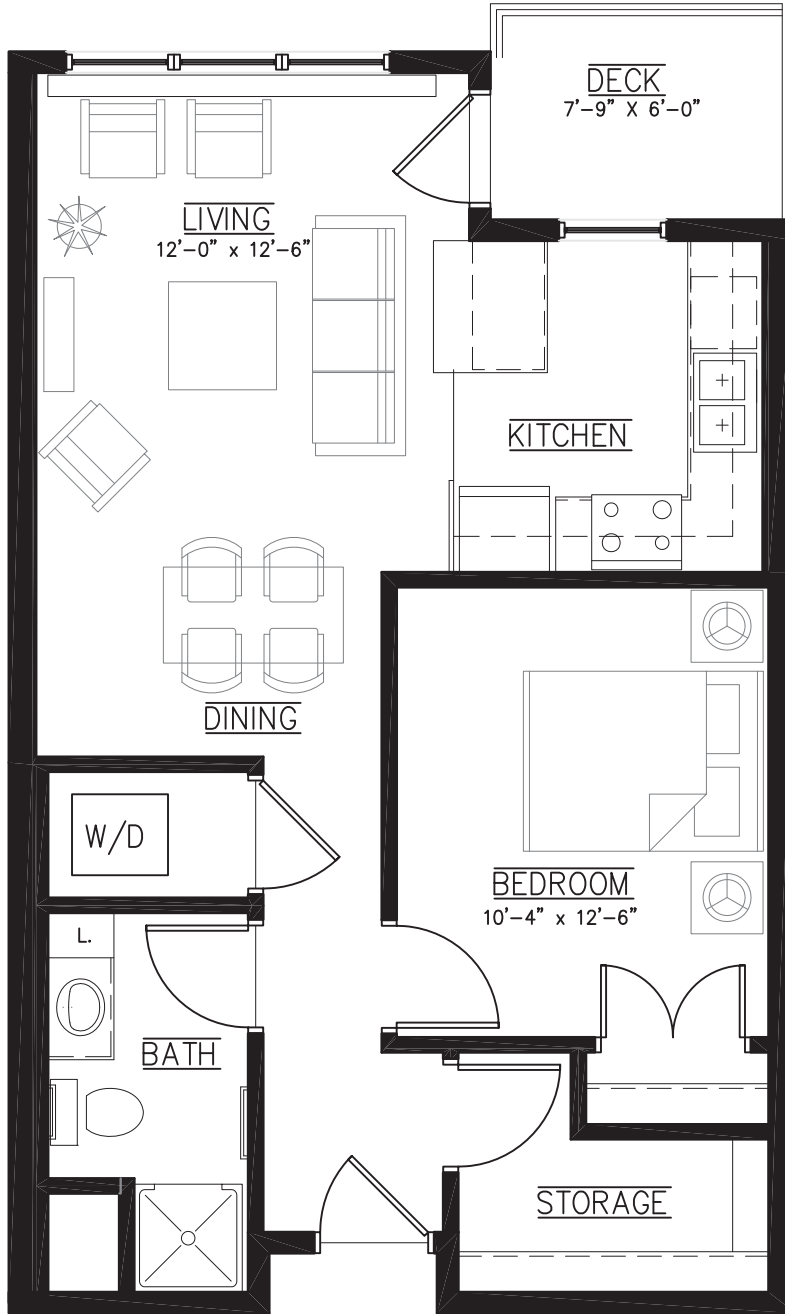 DECK
7'-9" X 6'-0"
LIVING
12'-0" x 12'-6"
KITCHEN
DINING
W/D
BEDROOM
10'-4" x 12'-6"
L.
BATH
STORAGE